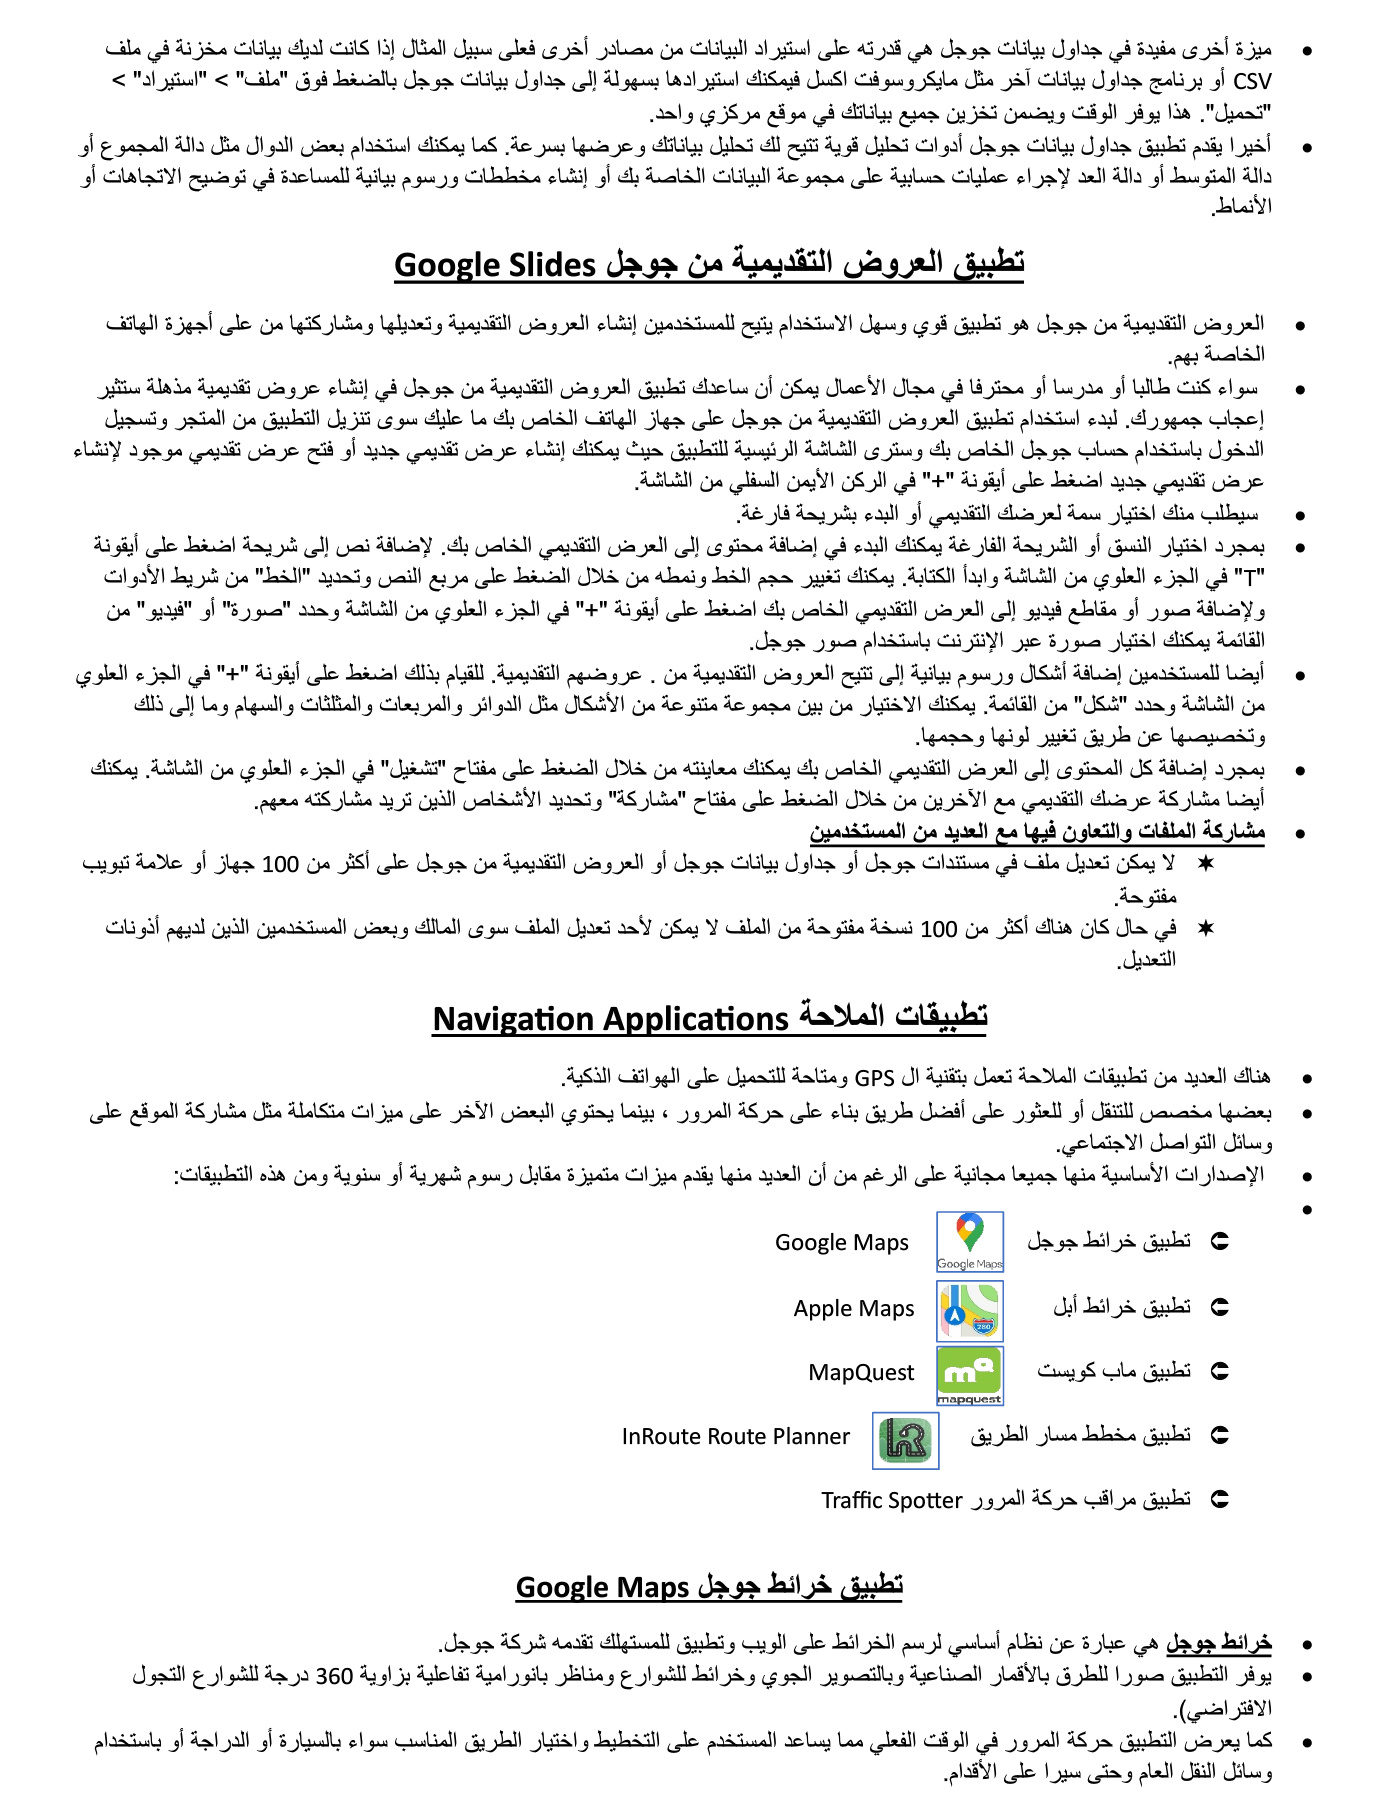 • ميزة أخرى مفيدة في جداول بيانات جوجل هي قدرته على استيراد البيانات من مصادر أخرى فعلى سبيل المثال إذا كانت لديك بيانات مخزنة في ملف
CSV أو برنامج جداول بيانات آخر مثل مايكروسوفت اكسل فيمكنك استيرادها بسهولة إلى جداول بيانات جوجل بالضغط فوق "ملف" > "استيراد" >
"تحميل". هذا يوفر الوقت ويضمن تخزين جميع بياناتك في موقع مركزي واحد.
• أخيرا يقدم تطبيق جداول بيانات جوجل أدوات تحليل قوية تتيح لك تحليل بياناتك وعرضها بسرعة. كما يمكنك استخدام بعض الدوال مثل دالة المجموع أو
دالة المتوسط أو دالة العد لإجراء عمليات حسابية على مجموعة البيانات الخاصة بك أو إنشاء مخططات ورسوم بيانية للمساعدة في توضيح الاتجاهات أو
الأنماط.
تطبيق العروض التقديمية من جوجل Google Slides
• العروض التقديمية من جوجل هو تطبيق قوي وسهل الاستخدام يتيح للمستخدمين إنشاء العروض التقديمية وتعديلها ومشاركتها من على أجهزة الهاتف
الخاصة بهم.
• سواء كنت طالبا أو مدرسا أو محترفا في مجال الأعمال يمكن أن ساعدك تطبيق العروض التقديمية من جوجل في إنشاء عروض تقديمية مذهلة ستثير
إعجاب جمهورك. لبدء استخدام تطبيق العروض التقديمية من جوجل على جهاز الهاتف الخاص بك ما عليك سوى تنزيل التطبيق من المتجر وتسجيل
الدخول باستخدام حساب جوجل الخاص بك وسترى الشاشة الرئيسية للتطبيق حيث يمكنك إنشاء عرض تقديمي جديد أو فتح عرض تقديمي موجود لإنشاء
عرض تقديمي جديد اضغط على أيقونة "+" في الركن الأيمن السفلي من الشاشة.
• سيطلب منك اختيار سمة لعرضك التقديمي أو البدء بشريحة فارغة.
• بمجرد اختيار النسق أو الشريحة الفارغة يمكنك البدء في إضافة محتوى إلى العرض التقديمي الخاص بك. لإضافة نص إلى شريحة اضغط على أيقونة
"T" في الجزء العلوي من الشاشة وابدأ الكتابة. يمكنك تغيير حجم الخط ونمطه من خلال الضغط على مربع النص وتحديد "الخط" من شريط الأدوات
ولإضافة صور أو مقاطع فيديو إلى العرض التقديمي الخاص بك اضغط على أيقونة "+" في الجزء العلوي من الشاشة وحدد "صورة" أو "فيديو" من
القائمة يمكنك اختيار صورة عبر الإنترنت باستخدام صور جوجل.
• أيضا للمستخدمين إضافة أشكال ورسوم بيانية إلى تتيح العروض التقديمية من . عروضهم التقديمية. للقيام بذلك اضغط على أيقونة "+" في الجزء العلوي
من الشاشة وحدد "شكل" من القائمة. يمكنك الاختيار من بين مجموعة متنوعة من الأشكال مثل الدوائر والمربعات والمثلثات والسهام وما إلى ذلك
وتخصيصها عن طريق تغيير لونها وحجمها.
• بمجرد إضافة كل المحتوى إلى العرض التقديمي الخاص بك يمكنك معاينته من خلال الضغط على مفتاح "تشغيل" في الجزء العلوي من الشاشة. يمكنك
أيضا مشاركة عرضك التقديمي مع الآخرين من خلال الضغط على مفتاح "مشاركة" وتحديد الأشخاص الذين تريد مشاركته معهم.
• مشاركة الملفات والتعاون فيها مع العديد من المستخدمين
✶ لا يمكن تعديل ملف في مستندات جوجل أو جداول بيانات جوجل أو العروض التقديمية من جوجل على أكثر من 100 جهاز أو علامة تبويب
مفتوحة.
✶ في حال كان هناك أكثر من 100 نسخة مفتوحة من الملف لا يمكن لأحد تعديل الملف سوى المالك وبعض المستخدمين الذين لديهم أذونات
التعديل.
تطبيقات الملاحة Navigation Applications
• هناك العديد من تطبيقات الملاحة تعمل بتقنية ال GPS ومتاحة للتحميل على الهواتف الذكية.
• بعضها مخصص للتنقل أو للعثور على أفضل طريق بناء على حركة المرور ، بينما يحتوي البعض الآخر على ميزات متكاملة مثل مشاركة الموقع على
وسائل التواصل الاجتماعي.
• الإصدارات الأساسية منها جميعا مجانية على الرغم من أن العديد منها يقدم ميزات متميزة مقابل رسوم شهرية أو سنوية ومن هذه التطبيقات:
•
تطبيق خرائط جوجل Google Maps
Google Maps
تطبيق خرائط أبل Apple Maps
280
تطبيق ماب كويست MapQuest
mq
mapquest
تطبيق مخطط مسار الطريق InRoute Route Planner
تطبيق مراقب حركة المرور Traffic Spotter
تطبيق خرائط جوجل Google Maps
• خرائط جوجل هي عبارة عن نظام أساسي لرسم الخرائط على الويب وتطبيق للمستهلك تقدمه شركة جوجل.
• يوفر التطبيق صورا للطرق بالأقمار الصناعية وبالتصوير الجوي وخرائط للشوارع ومناظر بانورامية تفاعلية بزاوية 360 درجة للشوارع التجول
الافتراضي).
• كما يعرض التطبيق حركة المرور في الوقت الفعلي مما يساعد المستخدم على التخطيط واختيار الطريق المناسب سواء بالسيارة أو الدراجة أو باستخدام
وسائل النقل العام وحتى سيرا على الأقدام.